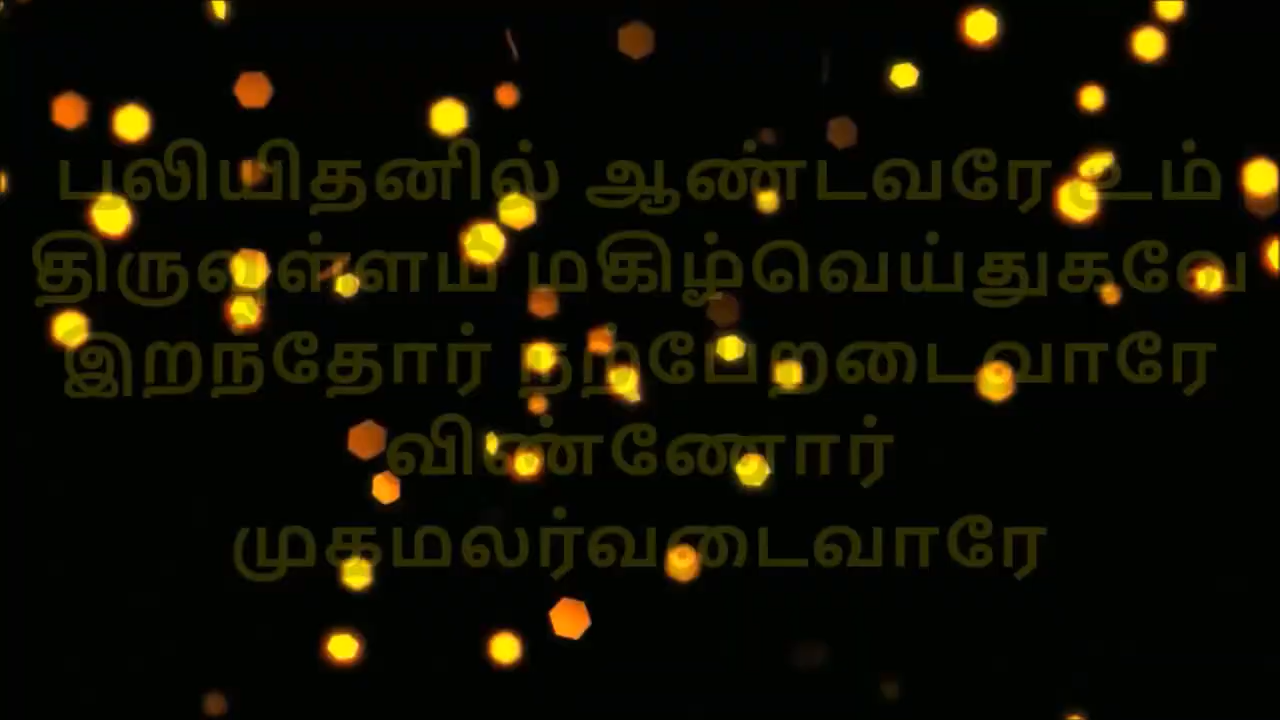 பலியிதனில் ஆண்டவரே உம்
திருவுள்ளம் மகிழ்வெய்துகவே
இறந்தோர் நற்பேறடைவாரே
விண்ணோர்
முகமலர்வடைவாரே